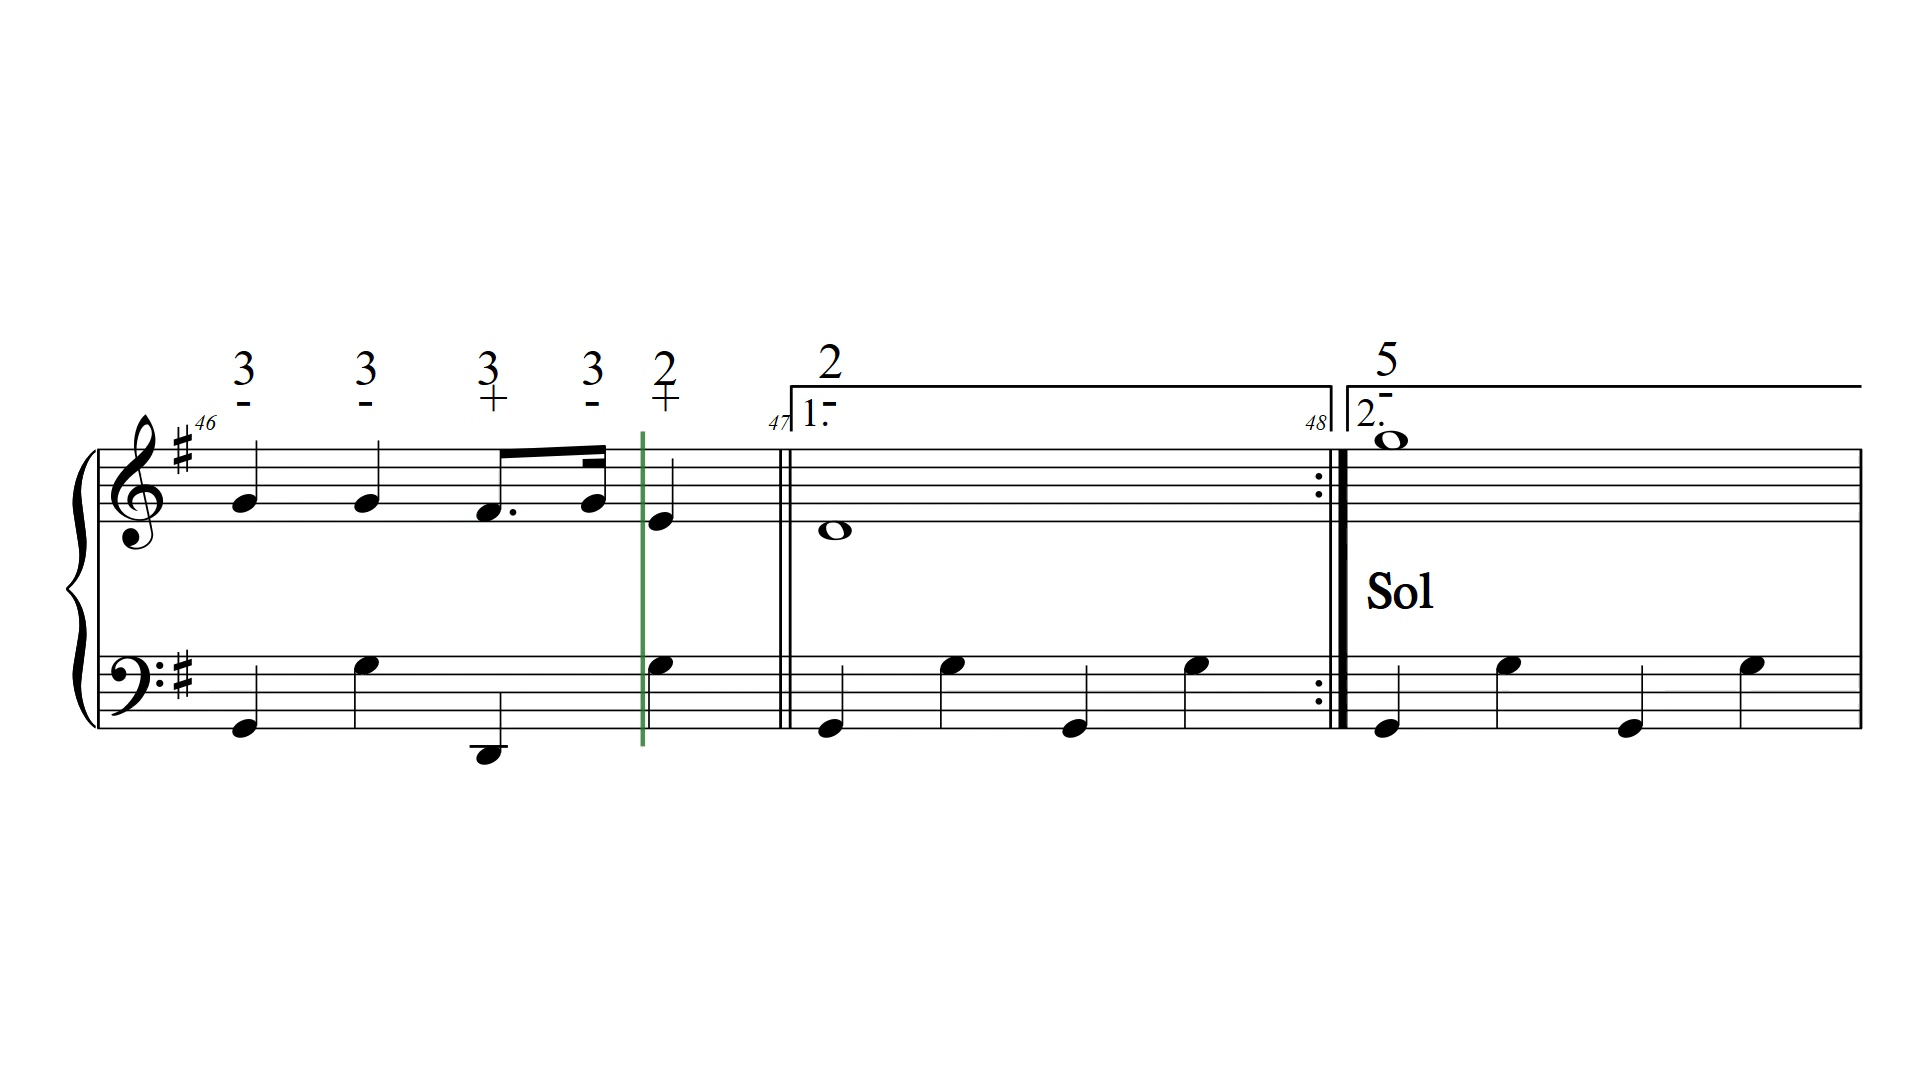 3 3 3 3 2 2 5
- - + - + - -
46 47 1. 48 2.
Sol